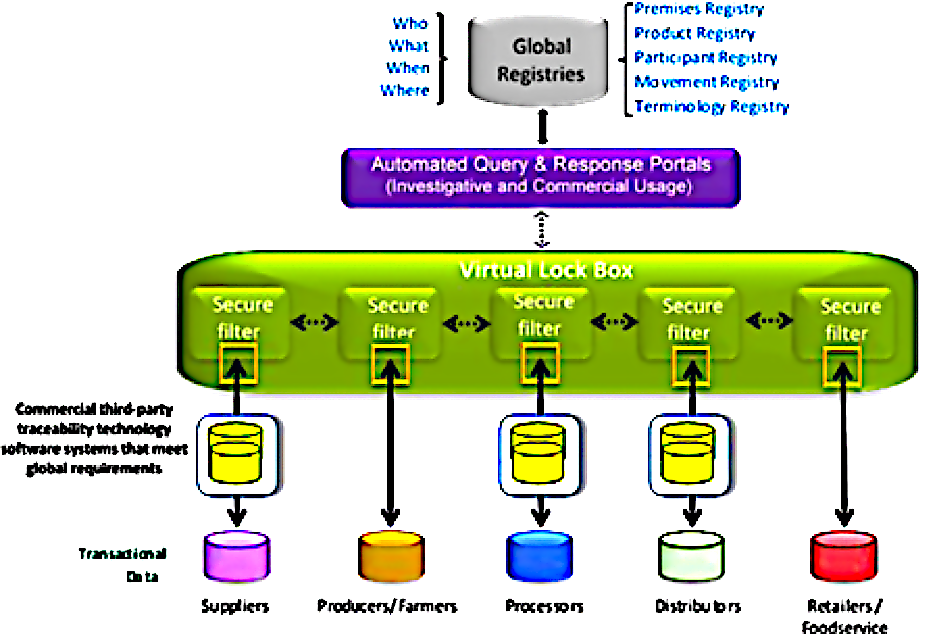 Who
What
When
Where
Global
Registries
Premises Registry
Product Registry
Participant Registry
Movement Registry
Terminology Registry
Automated Query & Response Portals
(Investigative and Commercial Usage)
Virtual Lock Box
Secure
filter
Secure
filter
Secure
filter
Secure
filter
Secure
filter
Commercial third-party
traceability technology
software systems that meet
global requirements
Transactional
Data
Suppliers
Producers/ Farmers
Processors
Distributors
Retailers /
Foodservice